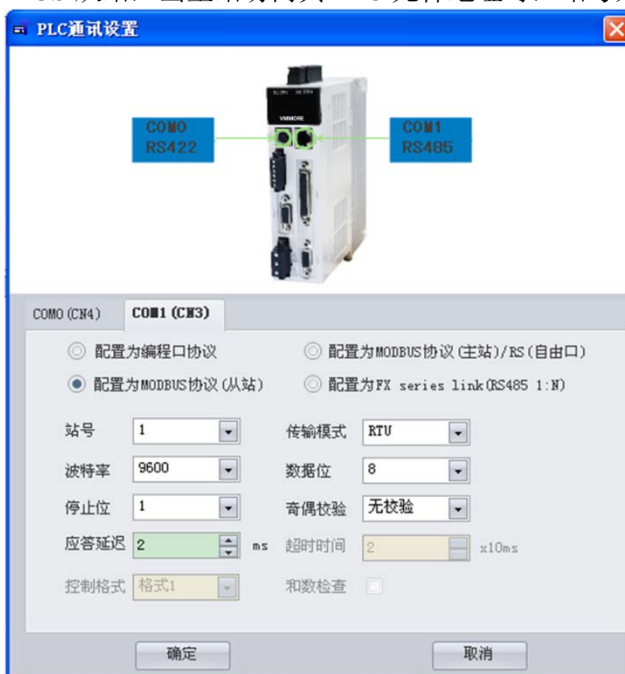 PLC通讯设置
VMMORE
COM0
RS422
COM1
RS485
COM0(CN4) COM1(CN3)
配置为编程口协议 配置为MODBUS协议(主站)/RS(自由口)
配置为MODBUS协议(从站) 配置为FX series link(RS485 1:N)
站号 1 传输模式 RTU
波特率 9600 数据位 8
停止位 1 奇偶校验 无校验
应答延迟 2 ms 超时时间 2 x10ms
控制格式 格式1 和数检查
确定 取消